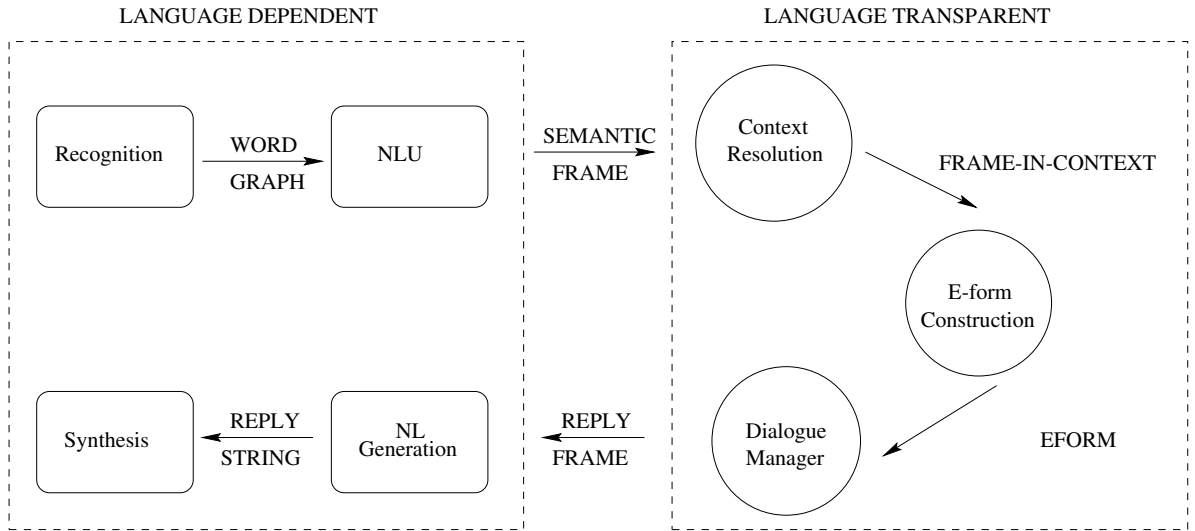 LANGUAGE DEPENDENT
LANGUAGE TRANSPARENT
Recognition
WORD
GRAPH
NLU
SEMANTIC
FRAME
Context
Resolution
FRAME-IN-CONTEXT
E-form
Construction
EFORM
Dialogue
Manager
REPLY
FRAME
NL
Generation
REPLY
STRING
Synthesis